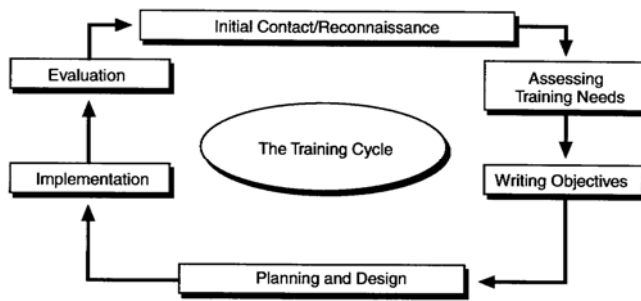 Initial Contact/Reconnaissance
Assessing
Training Needs
Writing Objectives
Planning and Design
Implementation
Evaluation
The Training Cycle